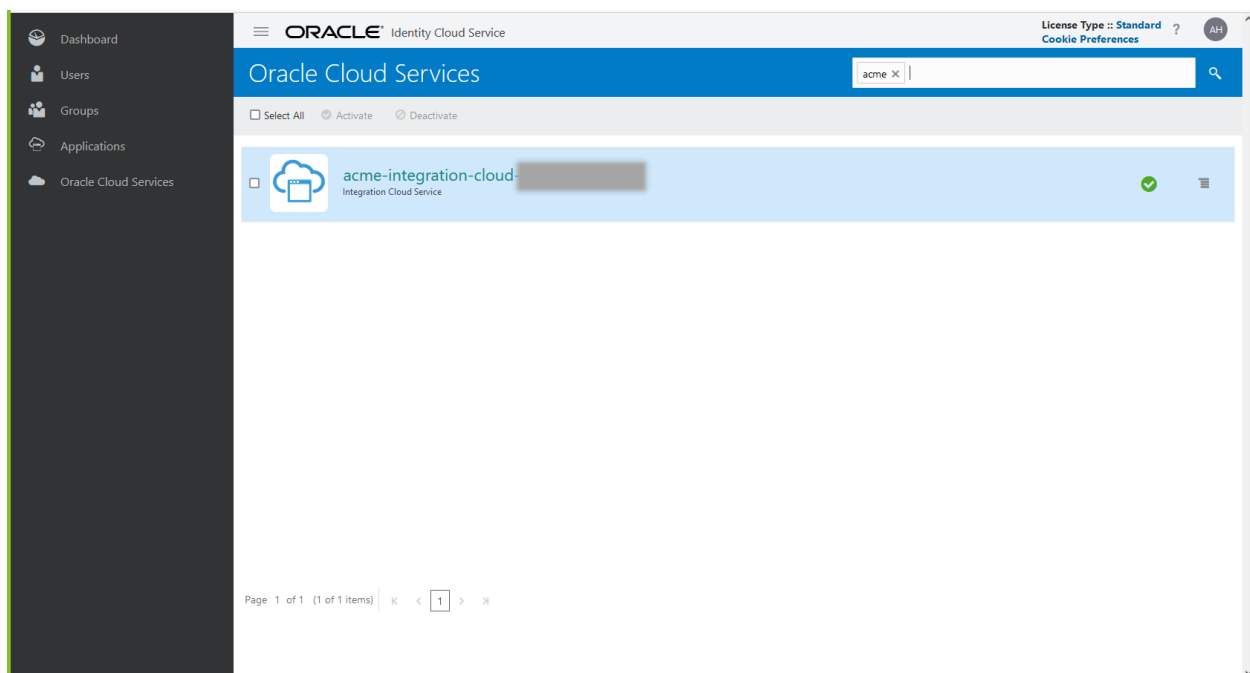 Dashboard
Users
Groups
Applications
Oracle Cloud Services
ORACLE® Identity Cloud Service
License Type :: Standard
Cookie Preferences
?
AH
Oracle Cloud Services
acme ×
Select All Activate Deactivate
acme-integration-cloud-
Integration Cloud Service
Page 1 of 1 (1 of 1 items) K < 1 > >|